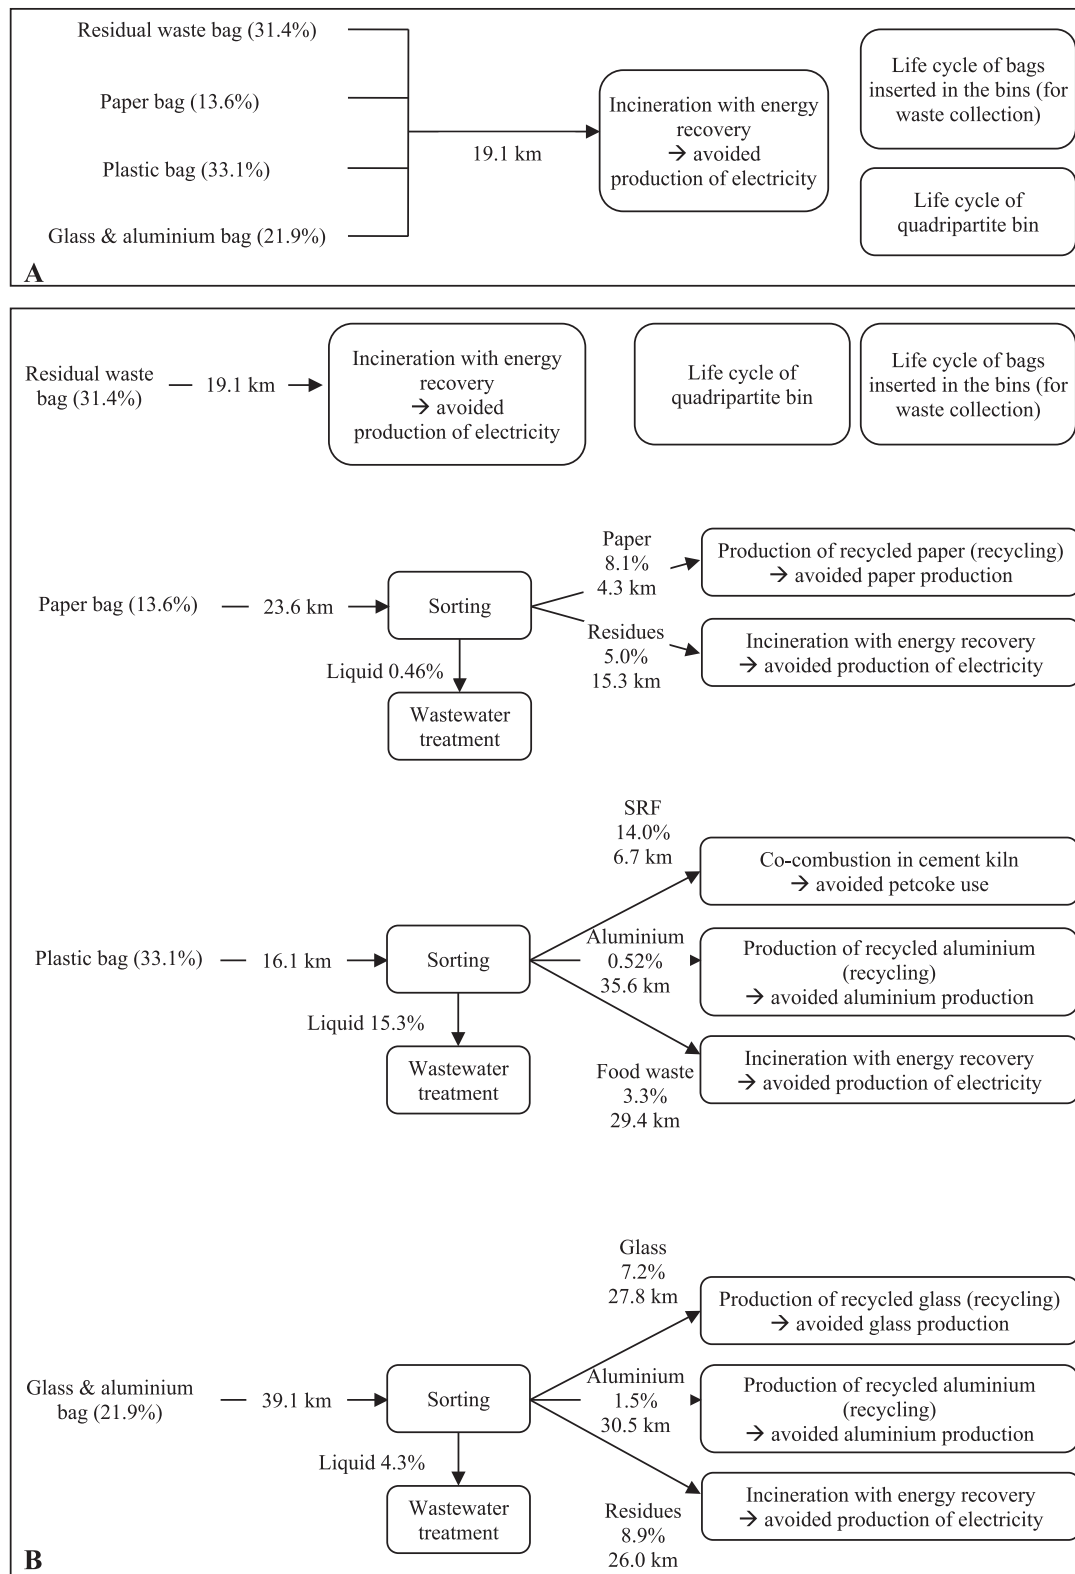 Residual waste bag (31.4%)
Paper bag (13.6%)
Plastic bag (33.1%)
Glass & aluminium bag (21.9%)
19.1 km
Incineration with energy
recovery
→ avoided
production of electricity
Life cycle of bags
inserted in the bins (for
waste collection)
Life cycle of
quadripartite bin
A
Residual waste
bag (31.4%)
19.1 km
Incineration with energy
recovery
→ avoided
production of electricity
Life cycle of
quadripartite bin
Life cycle of bags
inserted in the bins (for
waste collection)
Paper bag (13.6%)
23.6 km
Sorting
Liquid 0.46%
Wastewater
treatment
Paper
8.1%
4.3 km
Production of recycled paper (recycling)
→ avoided paper production
Residues
5.0%
15.3 km
Incineration with energy recovery
→ avoided production of electricity
Plastic bag (33.1%)
16.1 km
Sorting
Liquid 15.3%
Wastewater
treatment
SRF
14.0%
6.7 km
Co-combustion in cement kiln
→ avoided petcoke use
Aluminium
0.52%
35.6 km
Production of recycled aluminium
(recycling)
→ avoided aluminium production
Food waste
3.3%
29.4 km
Incineration with energy recovery
→ avoided production of electricity
Glass & aluminium
bag (21.9%)
39.1 km
Sorting
Liquid 4.3%
Wastewater
treatment
Glass
7.2%
27.8 km
Production of recycled glass (recycling)
→ avoided glass production
Aluminium
1.5%
30.5 km
Production of recycled aluminium
(recycling)
→ avoided aluminium production
Residues
8.9%
26.0 km
Incineration with energy recovery
→ avoided production of electricity
B